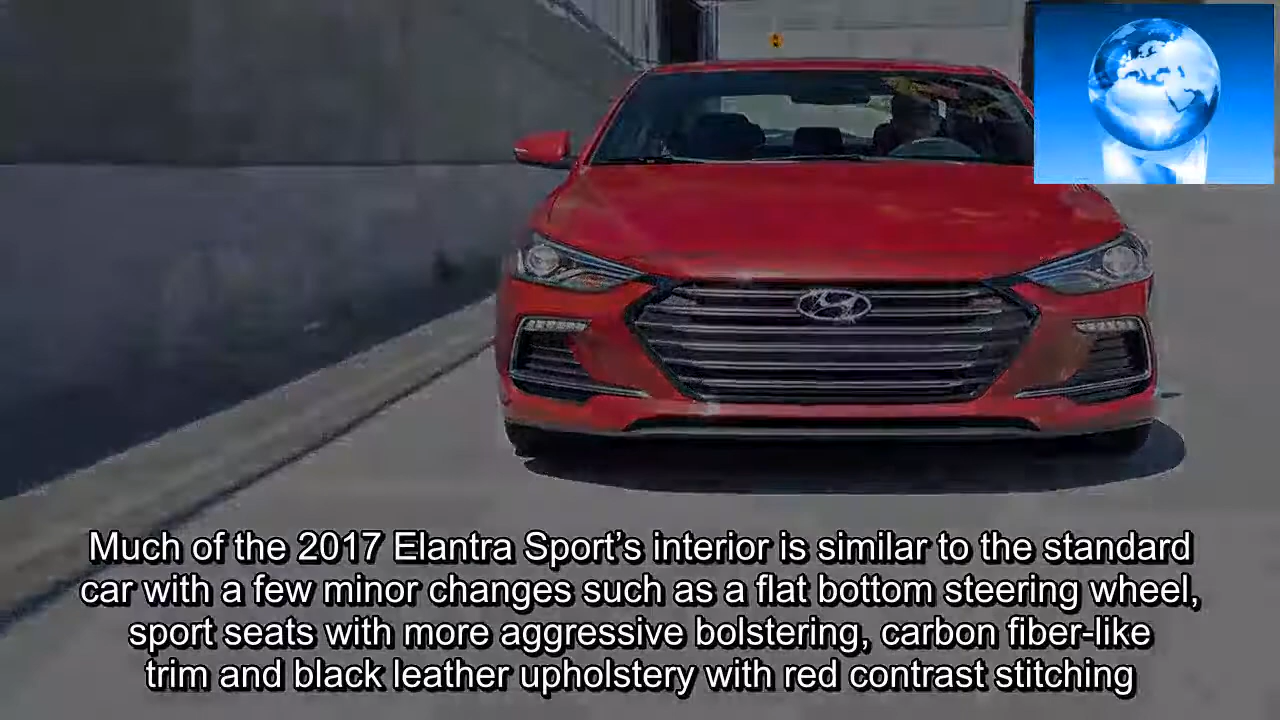 Much of the 2017 Elantra Sport’s interior is similar to the standard
car with a few minor changes such as a flat bottom steering wheel,
sport seats with more aggressive bolstering, carbon fiber-like
trim and black leather upholstery with red contrast stitching